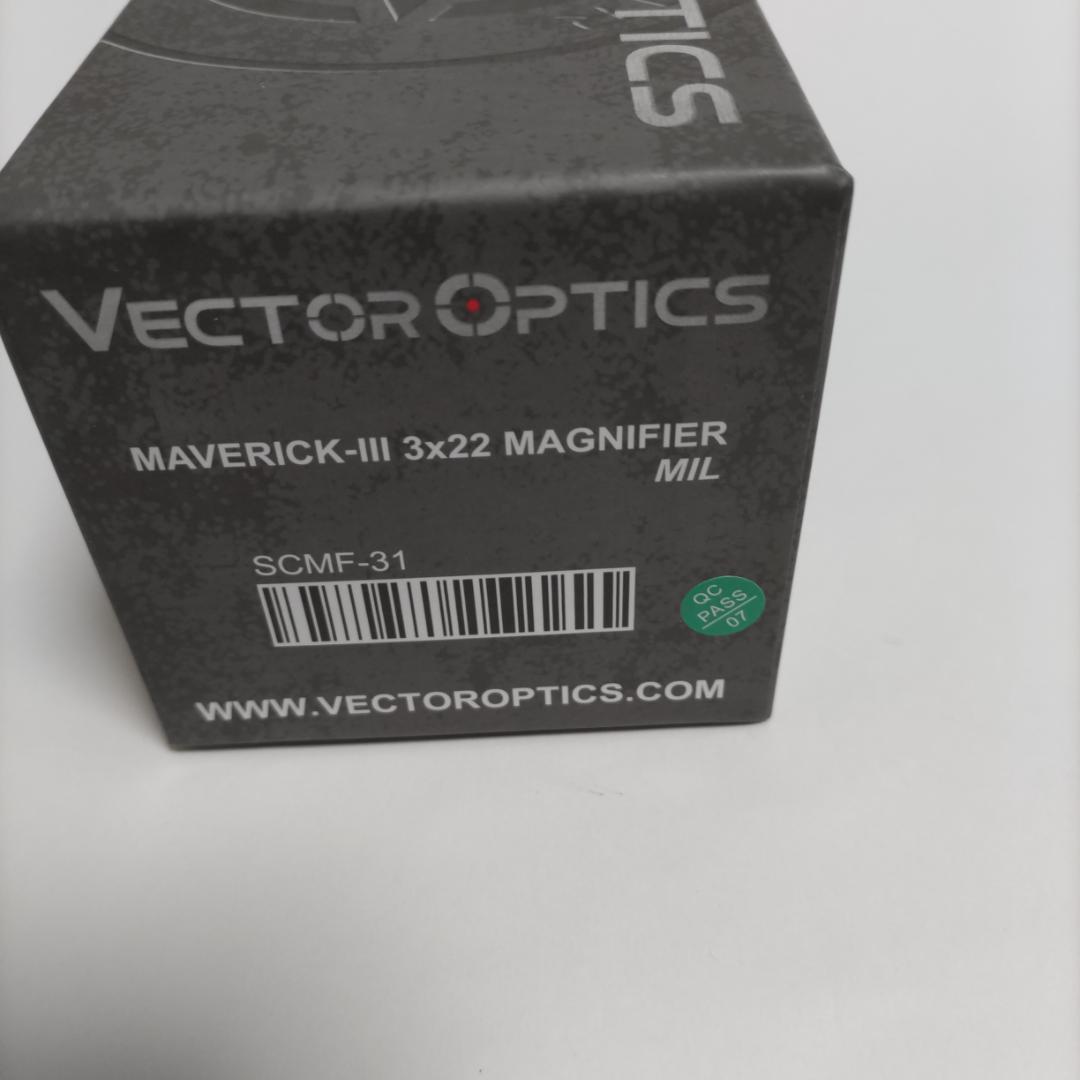 TICS
VECTOR OPTICS
MAVERICK-III 3x22 MAGNIFIER
MIL
SCMF-31
QC
PASS
07
WWW.VECTOROPTICS.COM